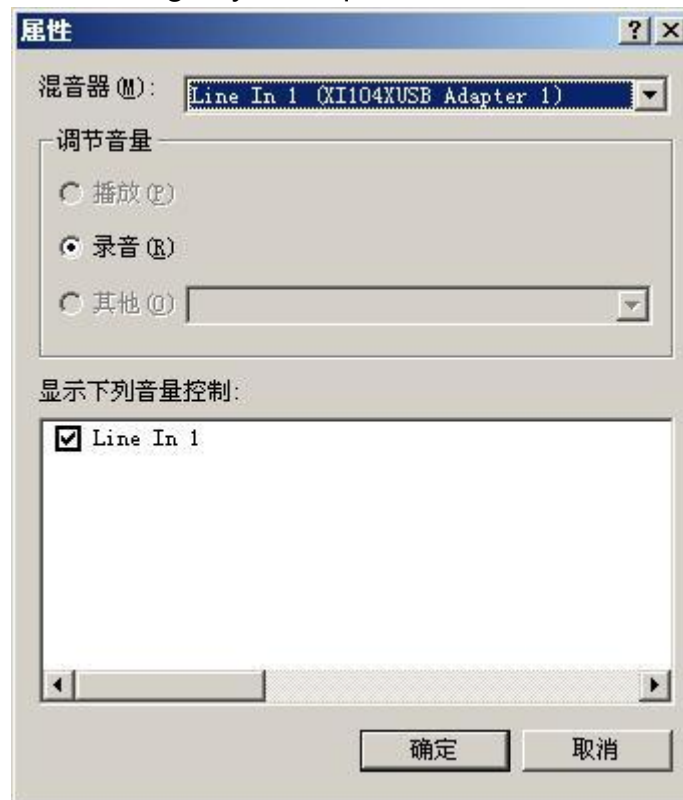 属性
混音器(M): Line In 1 (XI104XUSB Adapter 1)
调节音量
播放(P)
录音(R)
其他(O)
显示下列音量控制:
Line In 1
确定 取消